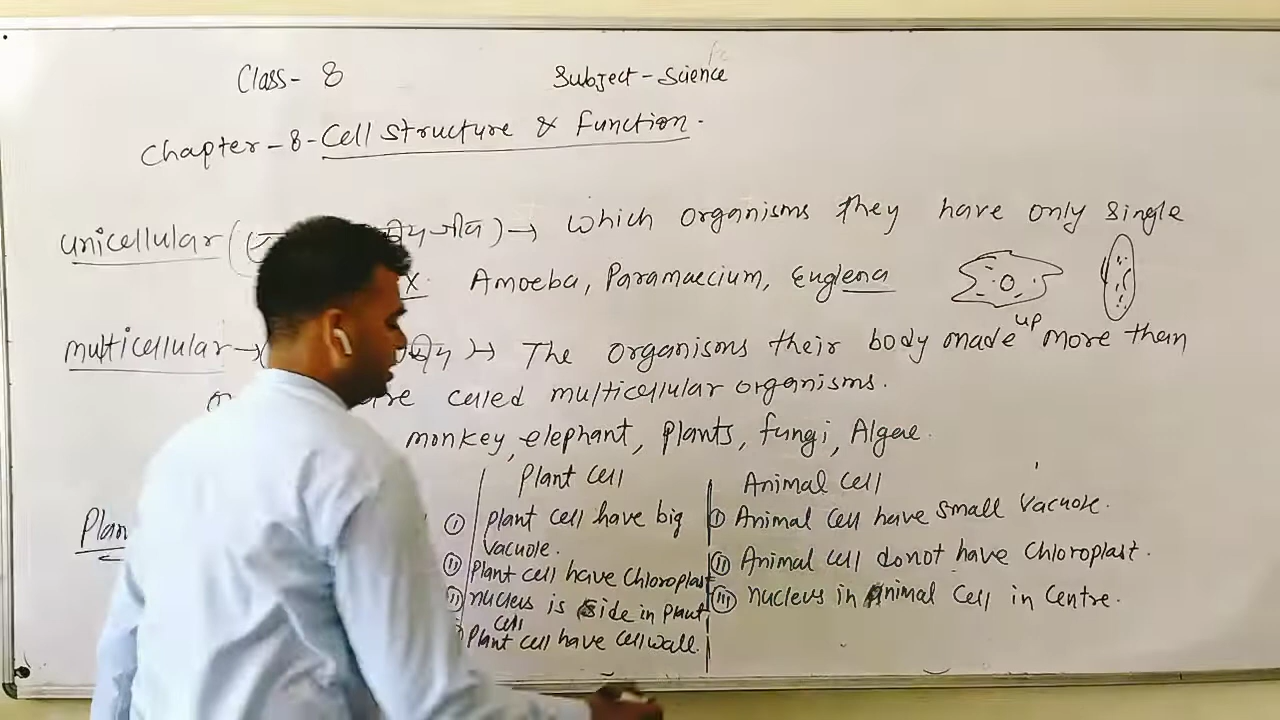 Class- 8 Subject-Science
Chapter-8-Cell Structure & Function.
unicellular ( जीव) → which organisms they have only single
x. Amoeba, Paramaecium, Euglena
multicellular → ( ) → The organisms their body made up more than
are called multicellular organisms.
monkey, elephant, plants, fungi, Algae.
Plant Cell Animal Cell
Plan
① Plant cell have big vacuole. ① Animal Cell have small vacuole.
ⅱ Plant cell have Chloroplast ⅱ Animal cell donot have Chloroplast.
nucleus is side in plant cell ⅲ nucleus in Animal Cell in Centre.
Plant cell have cellwall.